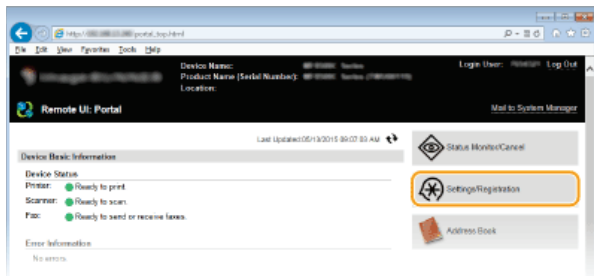 http:// portal_top.html
File Edit View Favorites Tools Help
Device Name: Series
Product Name (Serial Number): Series
Location:
Login User: Log Out
Remote UI: Portal
Mail to System Manager
Last Updated:05/13/2015 09:07:03 AM
Device Basic Information
Device Status
Printer: Ready to print.
Scanner: Ready to scan.
Fax: Ready to send or receive faxes.
Error Information
No errors.
Status Monitor/Cancel
Settings/Registration
Address Book